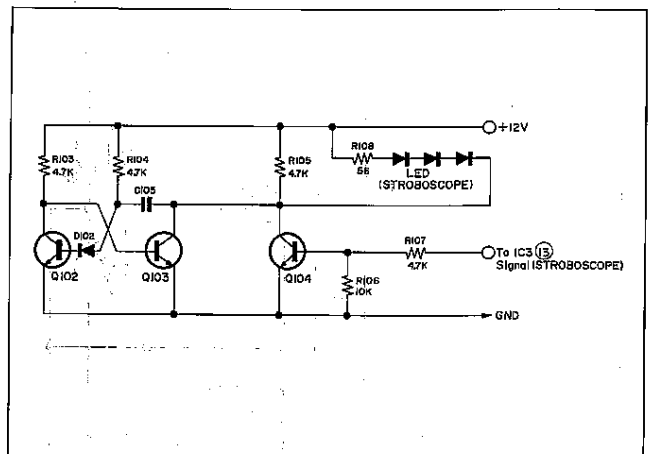 +12V
R103
4.7K
R104
4.7K
C105
R105
4.7K
R108
56
LED
(STROBOSCOPE)
D102
Q102
Q103
Q104
R107
4.7K
To IC3 13
Signal (STROBOSCOPE)
R106
10K
GND